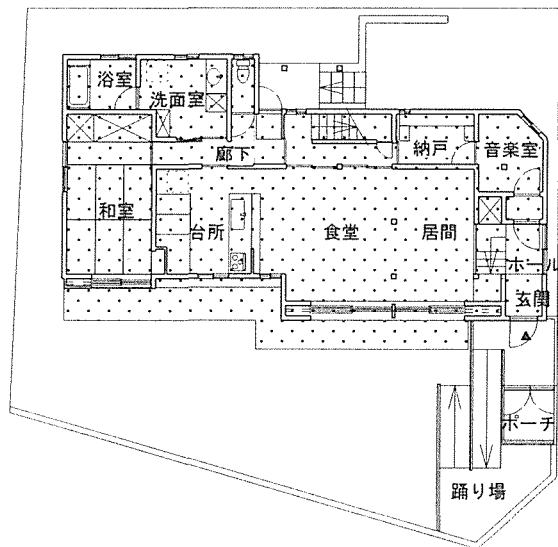 浴室
洗面室
廊下
納戸
音楽室
和室
台所
食堂
居間
ホール
玄関
ポーチ
踊り場